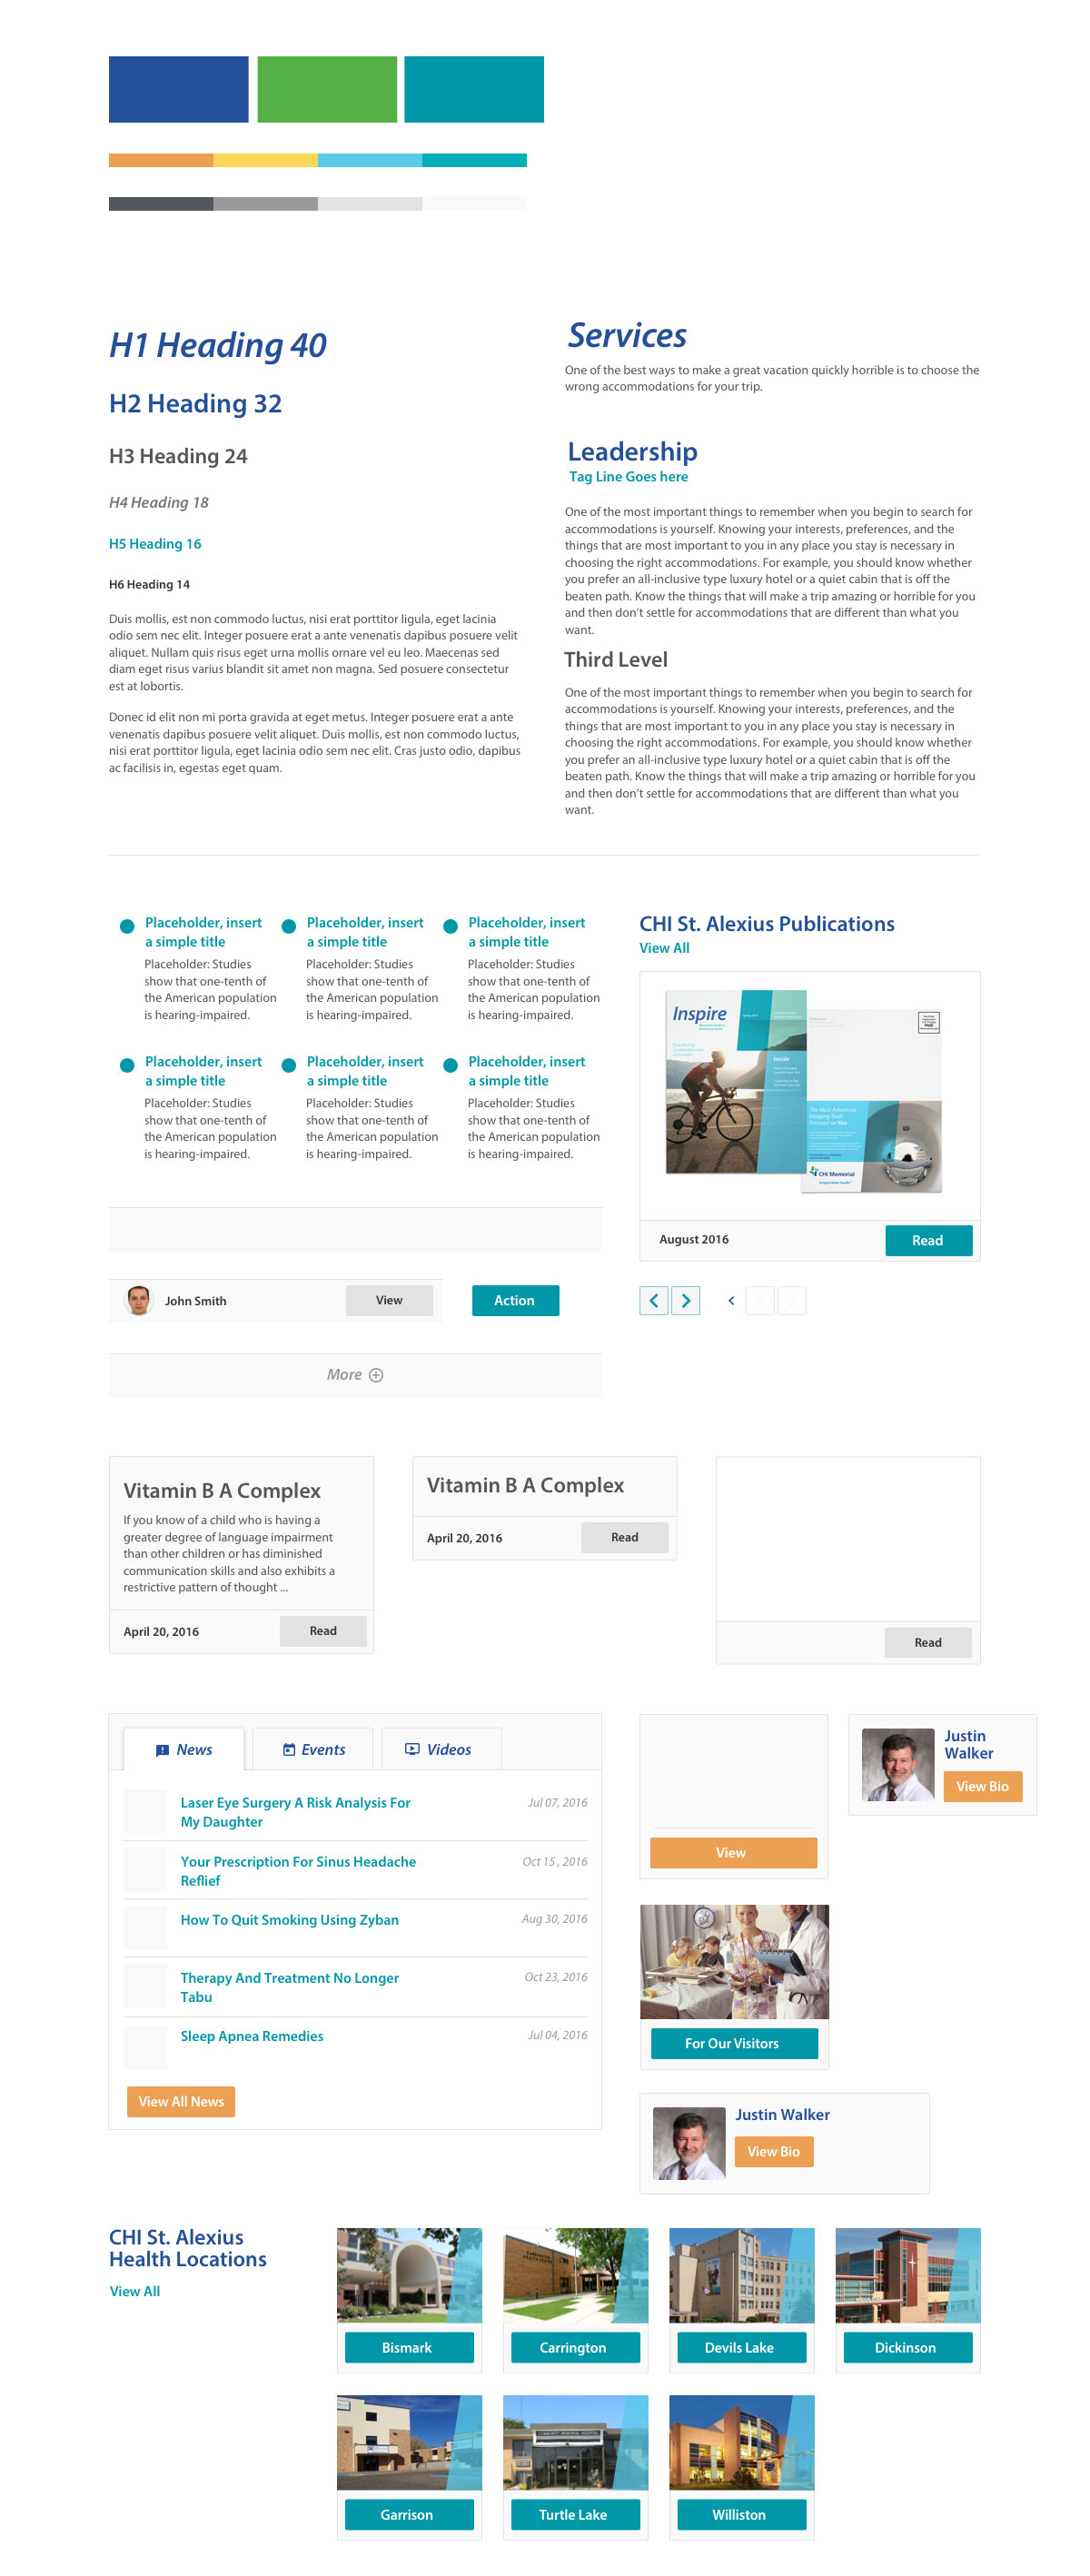 H1 Heading 40
H2 Heading 32
H3 Heading 24
H4 Heading 18
H5 Heading 16
H6 Heading 14
Duis mollis, est non commodo luctus, nisi erat porttitor ligula, eget lacinia
odio sem nec elit. Integer posuere erat a ante venenatis dapibus posuere velit
aliquet. Nullam quis risus eget urna mollis ornare vel eu leo. Maecenas sed
diam eget risus varius blandit sit amet non magna. Sed posuere consectetur
est at lobortis.
Donec id elit non mi porta gravida at eget metus. Integer posuere erat a ante
venenatis dapibus posuere velit aliquet. Duis mollis, est non commodo luctus,
nisi erat porttitor ligula, eget lacinia odio sem nec elit. Cras justo odio, dapibus
ac facilisis in, egestas eget quam.
Services
One of the best ways to make a great vacation quickly horrible is to choose the
wrong accommodations for your trip.
Leadership
Tag Line Goes here
One of the most important things to remember when you begin to search for
accommodations is yourself. Knowing your interests, preferences, and the
things that are most important to you in any place you stay is necessary in
choosing the right accommodations. For example, you should know whether
you prefer an all-inclusive type luxury hotel or a quiet cabin that is off the
beaten path. Know the things that will make a trip amazing or horrible for you
and then don’t settle for accommodations that are different than what you
want.
Third Level
One of the most important things to remember when you begin to search for
accommodations is yourself. Knowing your interests, preferences, and the
things that are most important to you in any place you stay is necessary in
choosing the right accommodations. For example, you should know whether
you prefer an all-inclusive type luxury hotel or a quiet cabin that is off the
beaten path. Know the things that will make a trip amazing or horrible for you
and then don’t settle for accommodations that are different than what you
want.
Placeholder, insert
a simple title
Placeholder: Studies
show that one-tenth of
the American population
is hearing-impaired.
Placeholder, insert
a simple title
Placeholder: Studies
show that one-tenth of
the American population
is hearing-impaired.
Placeholder, insert
a simple title
Placeholder: Studies
show that one-tenth of
the American population
is hearing-impaired.
Placeholder, insert
a simple title
Placeholder: Studies
show that one-tenth of
the American population
is hearing-impaired.
Placeholder, insert
a simple title
Placeholder: Studies
show that one-tenth of
the American population
is hearing-impaired.
Placeholder, insert
a simple title
Placeholder: Studies
show that one-tenth of
the American population
is hearing-impaired.
CHI St. Alexius Publications
View All
Inspire
Inside
The Most Advanced
Imaging Tools
Focused on You
CHI Memorial
August 2016
Read
John Smith
View
Action
More
Vitamin B A Complex
If you know of a child who is having a
greater degree of language impairment
than other children or has diminished
communication skills and also exhibits a
restrictive pattern of thought ...
April 20, 2016
Read
Vitamin B A Complex
April 20, 2016
Read
Read
News
Events
Videos
Laser Eye Surgery A Risk Analysis For
My Daughter
Jul 07, 2016
Your Prescription For Sinus Headache
Reflief
Oct 15 , 2016
How To Quit Smoking Using Zyban
Aug 30, 2016
Therapy And Treatment No Longer
Tabu
Oct 23, 2016
Sleep Apnea Remedies
Jul 04, 2016
View All News
View
Justin
Walker
View Bio
For Our Visitors
Justin Walker
View Bio
CHI St. Alexius
Health Locations
View All
Bismark
Carrington
Devils Lake
Dickinson
Garrison
Turtle Lake
Williston